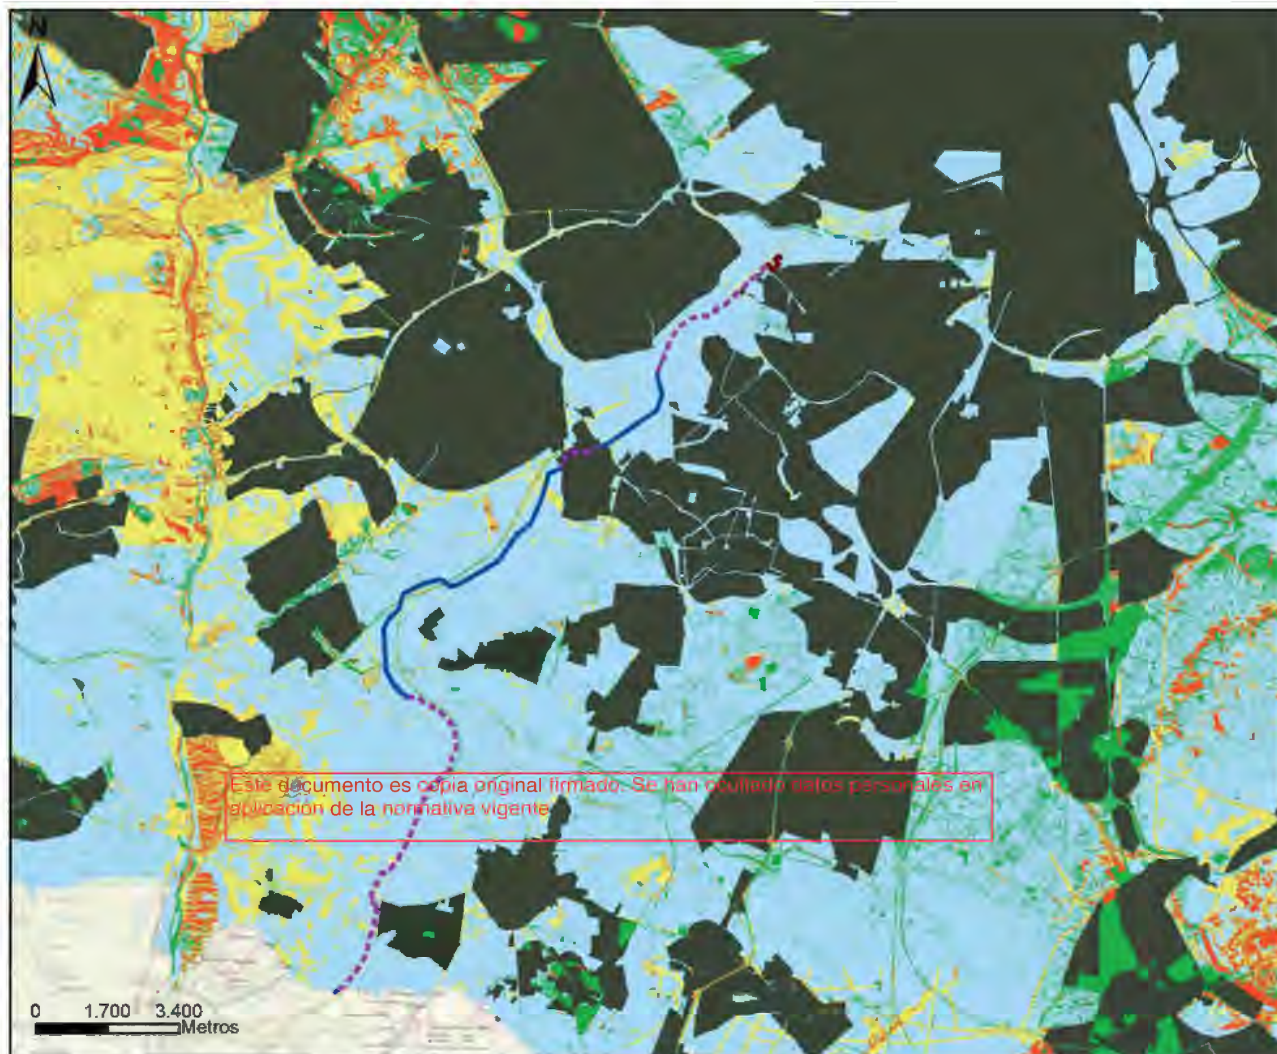 N
Este documento es copia original firmado. Se han ocultado datos personales en
aplicación de la normativa vigente
0 1.700 3.400
Metros